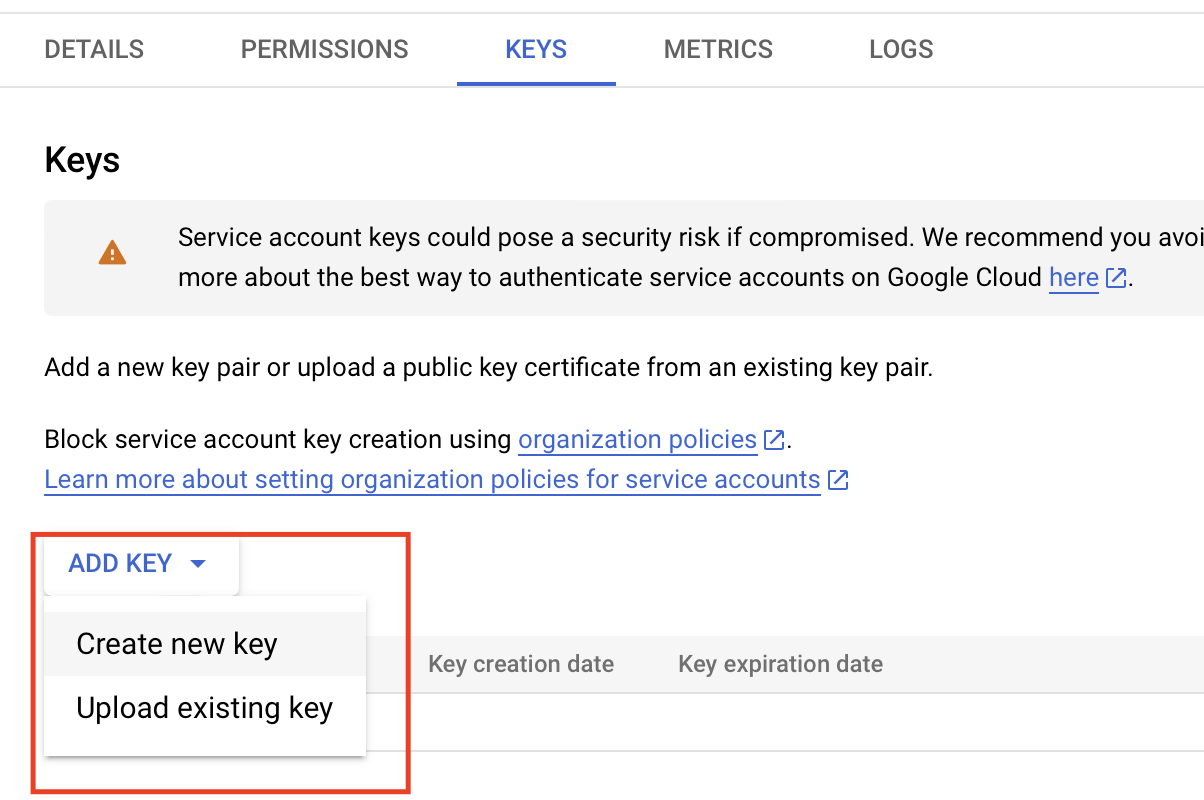 DETAILS PERMISSIONS KEYS METRICS LOGS
Keys
Service account keys could pose a security risk if compromised. We recommend you
more about the best way to authenticate service accounts on Google Cloud here.
Add a new key pair or upload a public key certificate from an existing key pair.
Block service account key creation using organization policies.
Learn more about setting organization policies for service accounts
ADD KEY
Create new key
Key creation date Key expiration date
Upload existing key